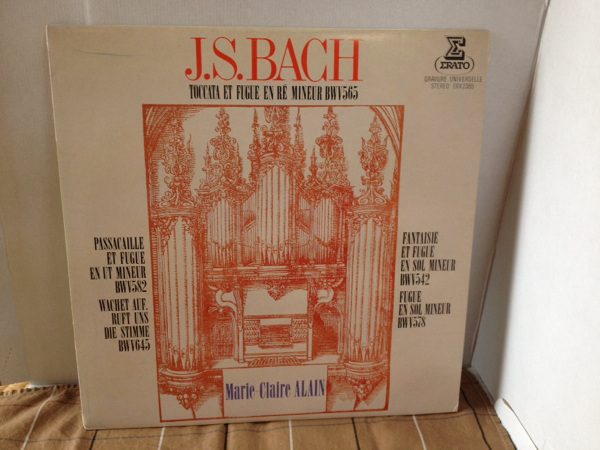 J.S.BACH
TOCCATA ET FUGUE EN RÉ MINEUR BWV565
ERATO
GRAVURE UNIVERSELLE
PASSACAILLE
ET FUGUE
EN UT MINEUR
BWV582
WACHET AUF,
RUFT UNS
DIE STIMME
BWV645
FANTAISIE
ET FUGUE
EN SOL MINEUR
BWV542
FUGUE
EN SOL MINEUR
BWV578
Marie-Claire ALAIN
STEREO